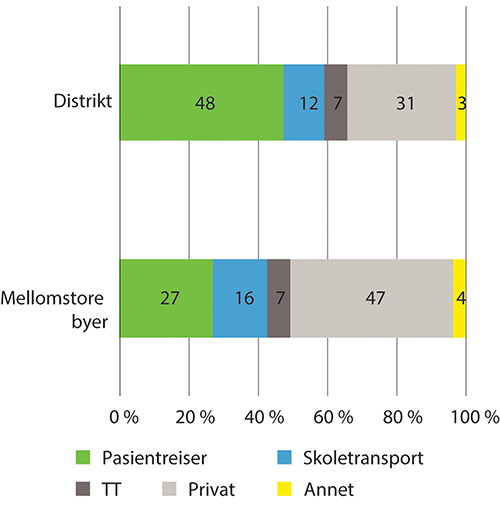 Distrikt
48 12 7 31 3
Mellomstore
byer
27 16 7 47 4
0 % 20 % 40 % 60 % 80 % 100 %
Pasientreiser Skoletransport
TT Privat Annet